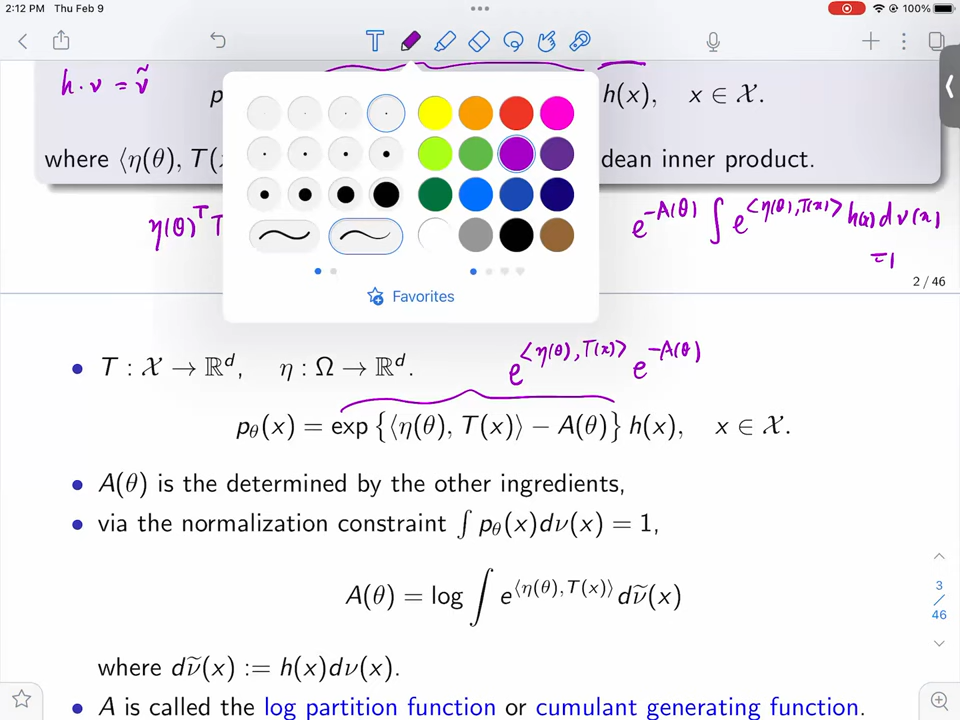 2:12 PM Thu Feb 9
100%
h · ν = ν̃
p
h(x), x ∈ 𝒳.
where ⟨η(θ), T(
dean inner product.
η(θ)ᵀ T
e^{-A(θ)} ∫ e^{<η(θ), T(x)>} h(x) dν(x)
=1
2 / 46
Favorites
• T : 𝒳 → ℝᵈ, η : Ω → ℝᵈ.
e^{<η(θ), T(x)>} e^{-A(θ)}
p_θ(x) = exp {⟨η(θ), T(x)⟩ − A(θ)} h(x), x ∈ 𝒳.
• A(θ) is the determined by the other ingredients,
• via the normalization constraint ∫ p_θ(x)dν(x) = 1,
A(θ) = log ∫ e^{⟨η(θ),T(x)⟩} dν̃(x)
3
/
46
where dν̃(x) := h(x)dν(x).
• A is called the log partition function or cumulant generating function.